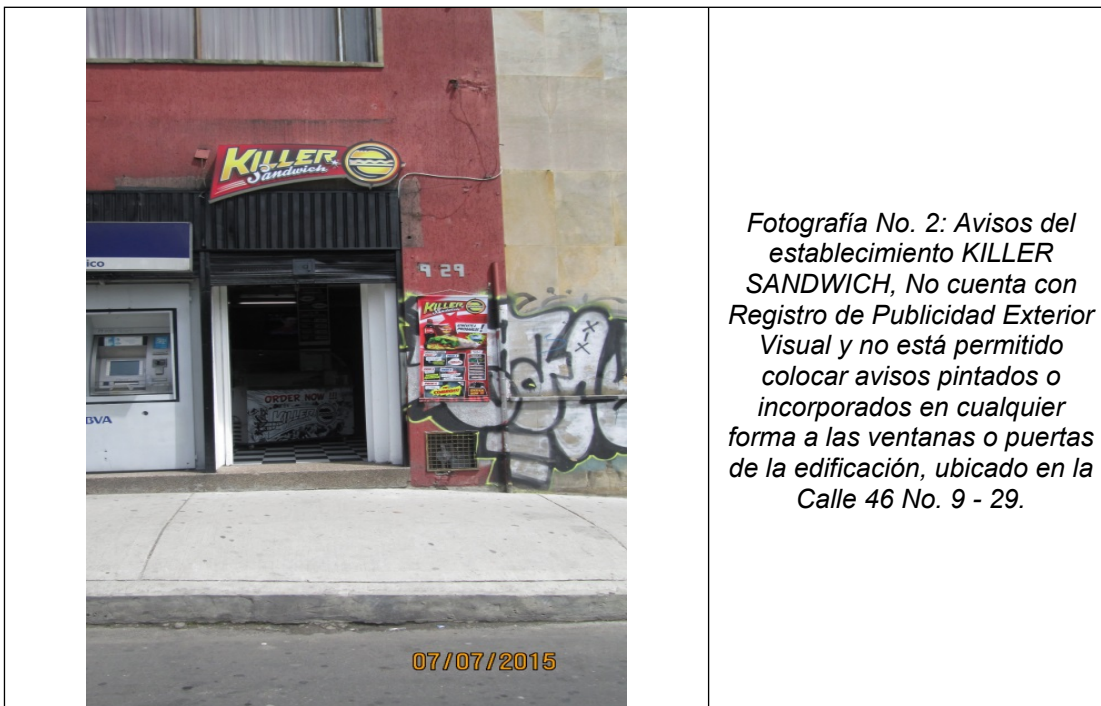 KILLER
Sandwich
ico
9 29
KILLER
ORDER NOW
KILLER
BVA
07/07/2015
Fotografía No. 2: Avisos del
establecimiento KILLER
SANDWICH, No cuenta con
Registro de Publicidad Exterior
Visual y no está permitido
colocar avisos pintados o
incorporados en cualquier
forma a las ventanas o puertas
de la edificación, ubicado en la
Calle 46 No. 9 - 29.